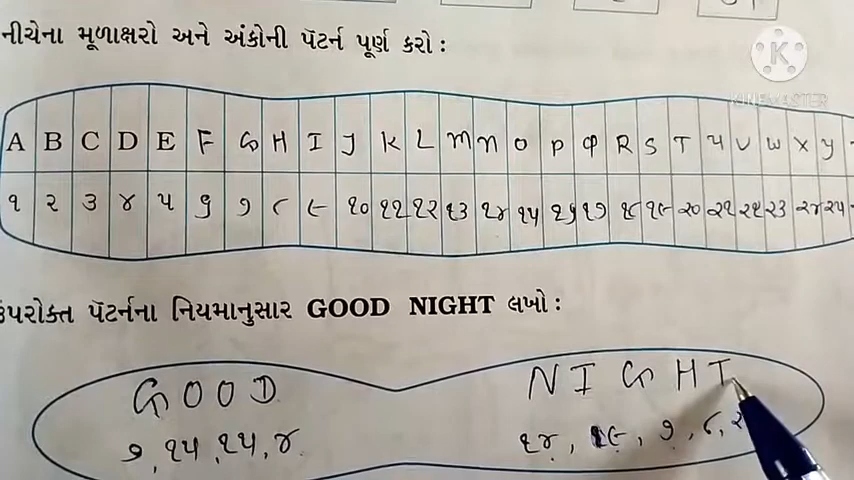 નીચેના મૂળાક્ષરો અને અંકોની પૅટર્ન પૂર્ણ કરો :
KINEMASTER
A B C D E F G H I J K L m n O P Q R S T U V W X Y
૧ ૨ ૩ ૪ ૫ ૬ ૭ ૮ ૯ ૧૦ ૧૧ ૧૨ ૧૩ ૧૪ ૧૫ ૧૬ ૧૭ ૧૮ ૧૯ ૨૦ ૨૧ ૨૨ ૨૩ ૨૪ ૨૫
ઉપરોક્ત પૅટર્નના નિયમાનુસાર GOOD NIGHT લખો :
G O O D N I G H T
૭, ૧૫, ૧૫, ૪ ૧૪, ૯, ૭, ૮, ૨